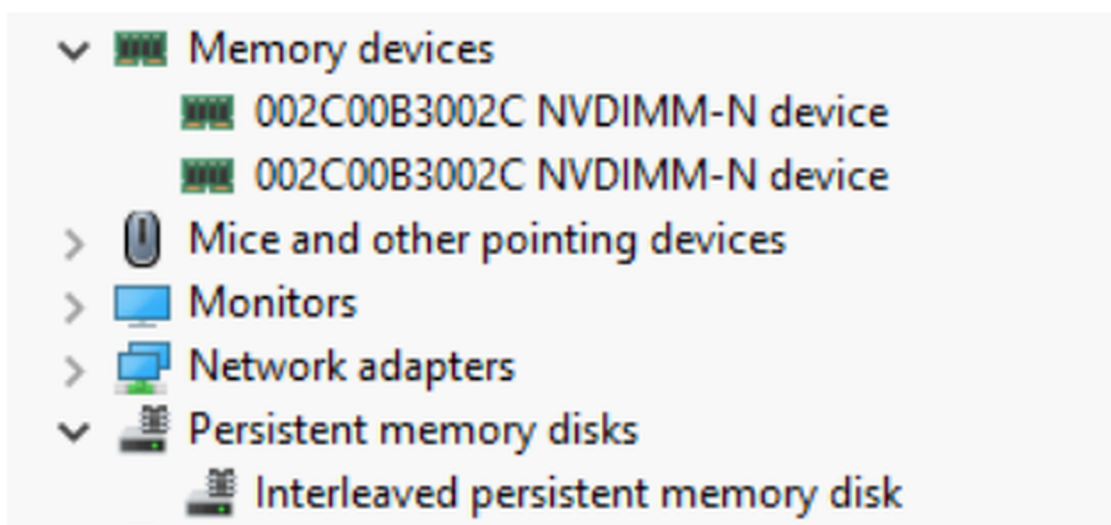 Memory devices
002C00B3002C NVDIMM-N device
002C00B3002C NVDIMM-N device
Mice and other pointing devices
Monitors
Network adapters
Persistent memory disks
Interleaved persistent memory disk